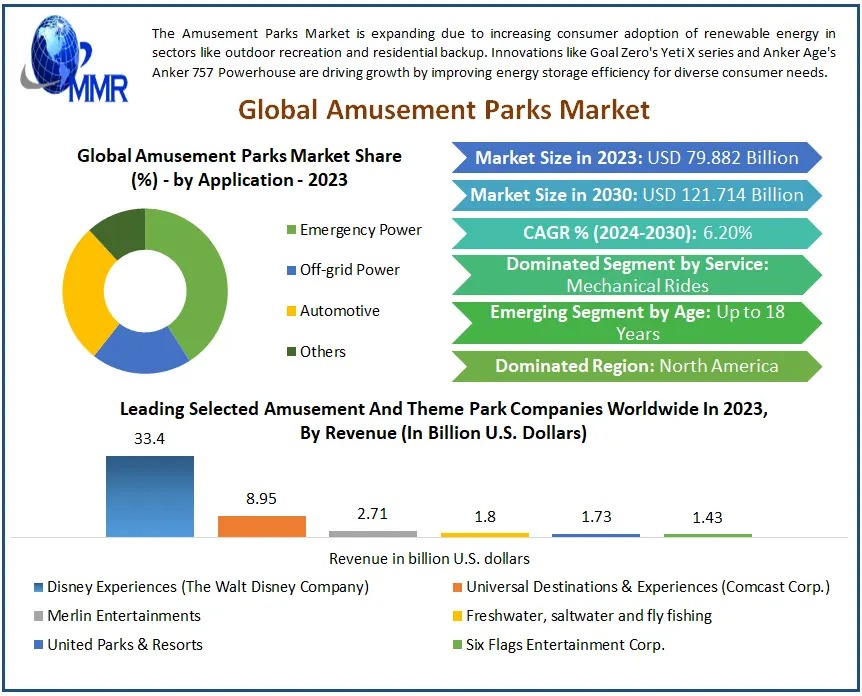 The Amusement Parks Market is expanding due to increasing consumer adoption of renewable energy in
sectors like outdoor recreation and residential backup. Innovations like Goal Zero's Yeti X series and Anker Age's
Anker 757 Powerhouse are driving growth by improving energy storage efficiency for diverse consumer needs.
MMR
Global Amusement Parks Market
Global Amusement Parks Market Share
(%) - by Application - 2023
Emergency Power
Off-grid Power
Automotive
Others
Market Size in 2023: USD 79.882 Billion
Market Size in 2030: USD 121.714 Billion
CAGR % (2024-2030): 6.20%
Dominated Segment by Service:
Mechanical Rides
Emerging Segment by Age: Up to 18
Years
Dominated Region: North America
Leading Selected Amusement And Theme Park Companies Worldwide In 2023,
By Revenue (In Billion U.S. Dollars)
33.4
8.95
2.71
1.8
1.73
1.43
Revenue in billion U.S. dollars
Disney Experiences (The Walt Disney Company)
Universal Destinations & Experiences (Comcast Corp.)
Merlin Entertainments
Freshwater, saltwater and fly fishing
United Parks & Resorts
Six Flags Entertainment Corp.